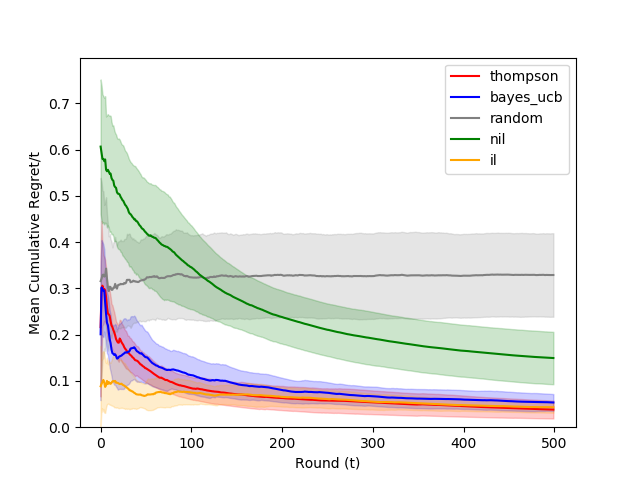 thompson
bayes_ucb
random
nil
il
Mean Cumulative Regret/t
0.7
0.6
0.5
0.4
0.3
0.2
0.1
0.0
0 100 200 300 400 500
Round (t)